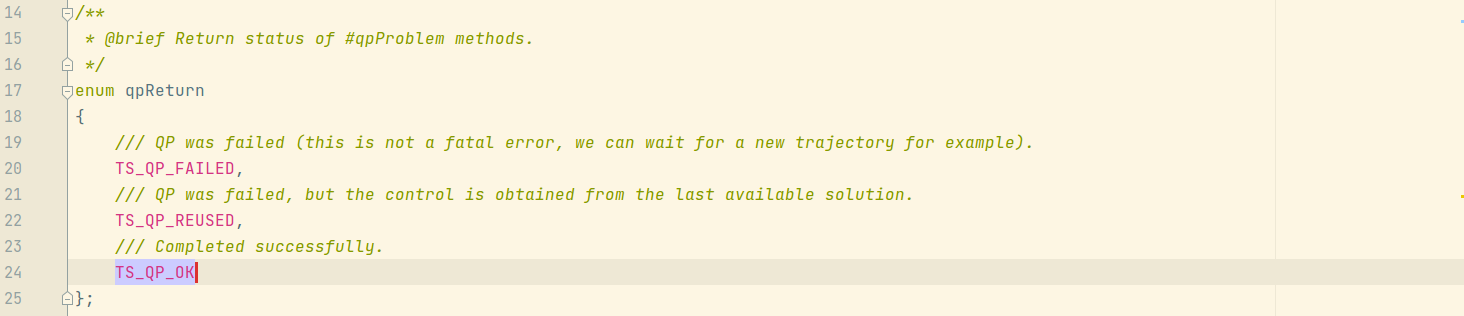 14 /**
15  * @brief Return status of #qpProblem methods.
16  */
17 enum qpReturn
18 {
19     /// QP was failed (this is not a fatal error, we can wait for a new trajectory for example).
20     TS_QP_FAILED,
21     /// QP was failed, but the control is obtained from the last available solution.
22     TS_QP_REUSED,
23     /// Completed successfully.
24     TS_QP_OK
25 };